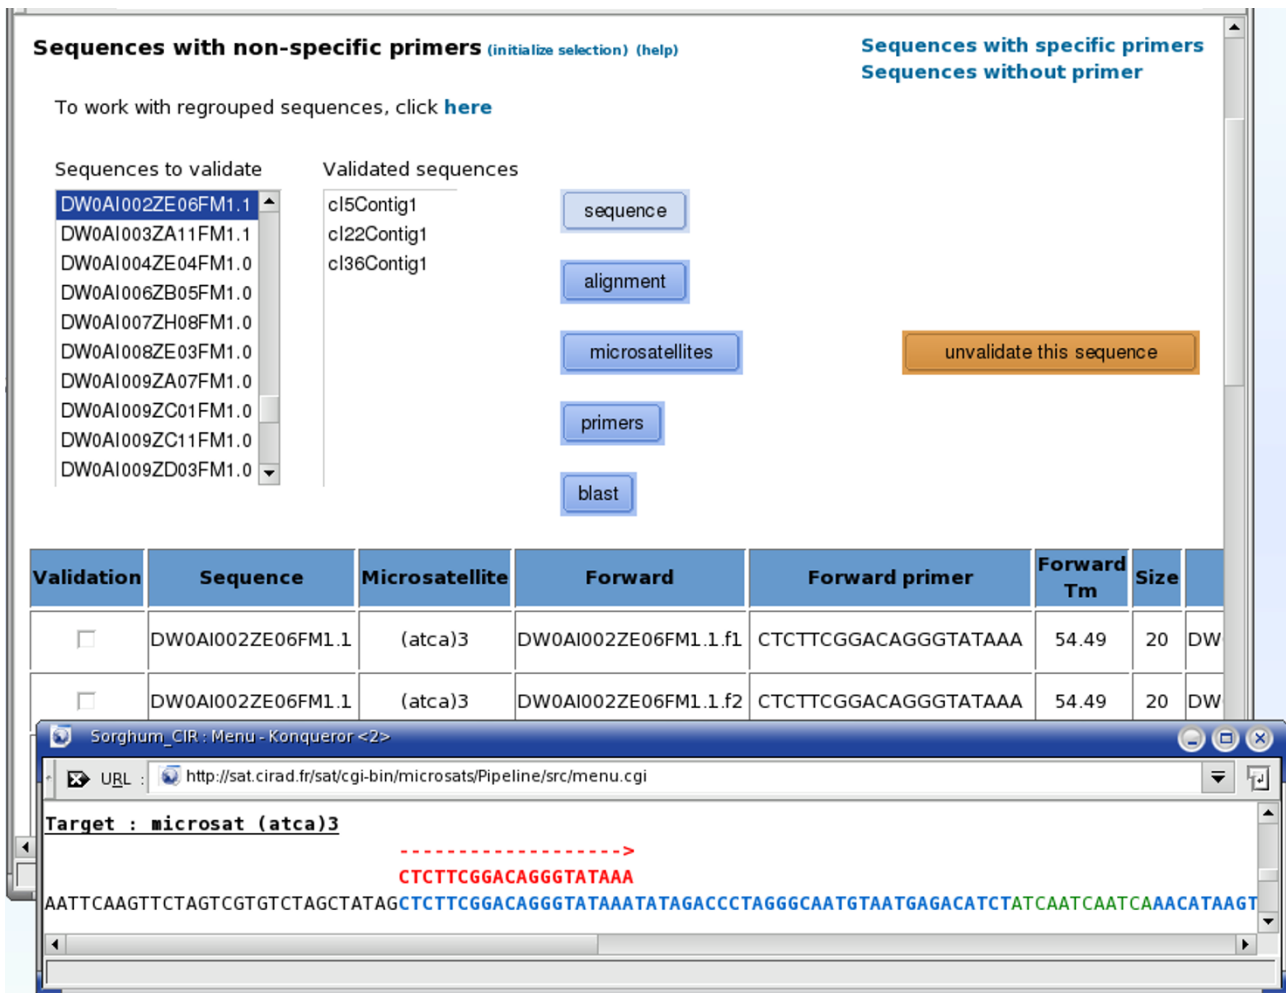 Sequences with non-specific primers (initialize selection) (help)
Sequences with specific primers
Sequences without primer
To work with regrouped sequences, click here
Sequences to validate
Validated sequences
DW0AI002ZE06FM1.1
DW0AI003ZA11FM1.1
DW0AI004ZE04FM1.0
DW0AI006ZB05FM1.0
DW0AI007ZH08FM1.0
DW0AI008ZE03FM1.0
DW0AI009ZA07FM1.0
DW0AI009ZC01FM1.0
DW0AI009ZC11FM1.0
DW0AI009ZD03FM1.0
cl5Contig1
cl22Contig1
cl36Contig1
sequence
alignment
microsatellites
primers
blast
unvalidate this sequence
Validation Sequence Microsatellite Forward Forward primer Forward Tm Size
DW0AI002ZE06FM1.1 (atca)3 DW0AI002ZE06FM1.1.f1 CTCTTCGGACAGGGTATAAA 54.49 20 DW
DW0AI002ZE06FM1.1 (atca)3 DW0AI002ZE06FM1.1.f2 CTCTTCGGACAGGGTATAAA 54.49 20 DW
Sorghum_CIR : Menu - Konqueror <2>
URL : http://sat.cirad.fr/sat/cgi-bin/microsats/Pipeline/src/menu.cgi
Target : microsat (atca)3
------------------->
CTCTTCGGACAGGGTATAAA
AATTCAAGTTCTAGTCGTGTCTAGCTATAGCTCTTCGGACAGGGTATAAATATAGACCCTAGGGCAATGTAATGAGACATCTATCAATCAATCAAACATAAGT